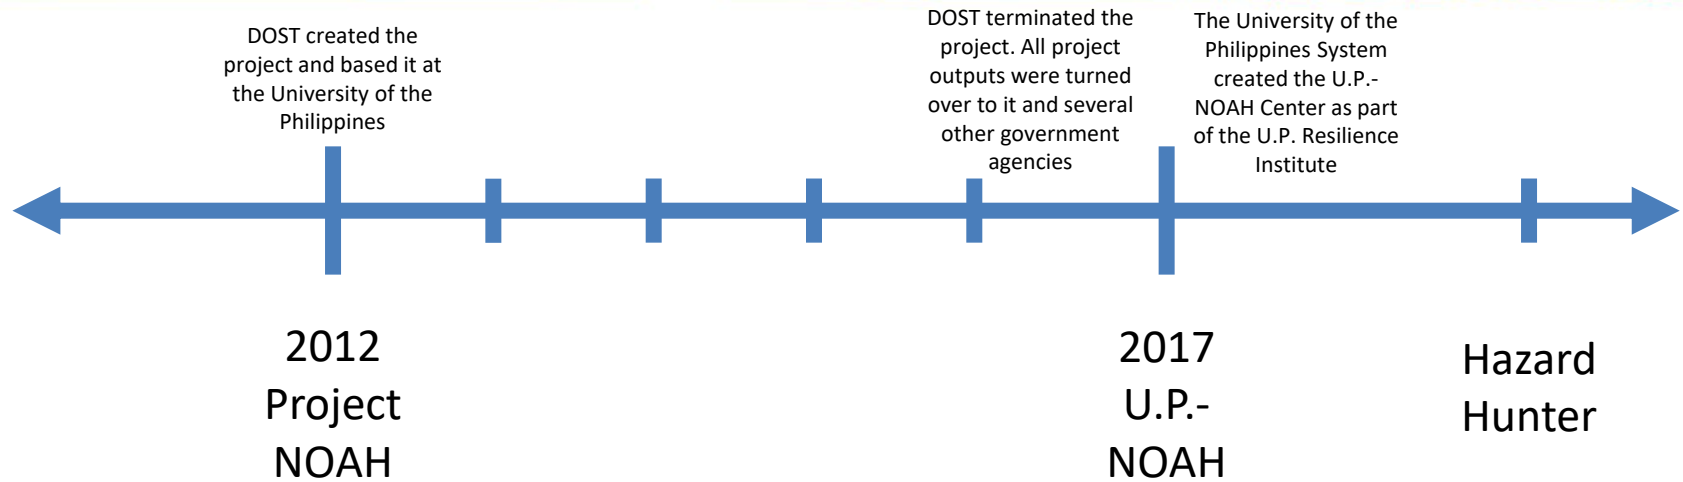 DOST created the
project and based it at
the University of the
Philippines
DOST terminated the
project. All project
outputs were turned
over to it and several
other government
agencies
The University of the
Philippines System
created the U.P.-
NOAH Center as part
of the U.P. Resilience
Institute
2012
Project
NOAH
2017
U.P.-
NOAH
Hazard
Hunter